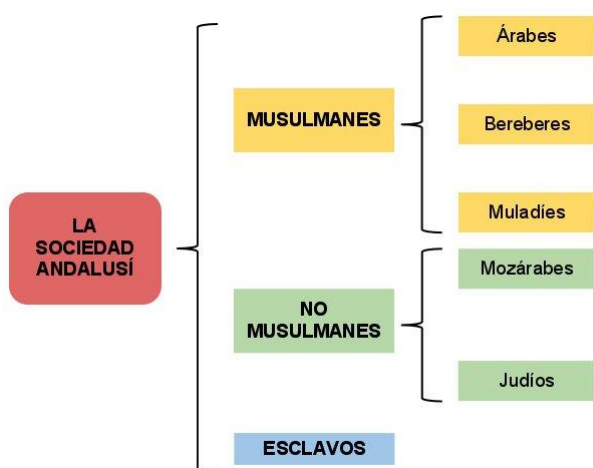 LA
SOCIEDAD
ANDALUSÍ
MUSULMANES
Árabes
Bereberes
Muladíes
NO
MUSULMANES
Mozárabes
Judíos
ESCLAVOS